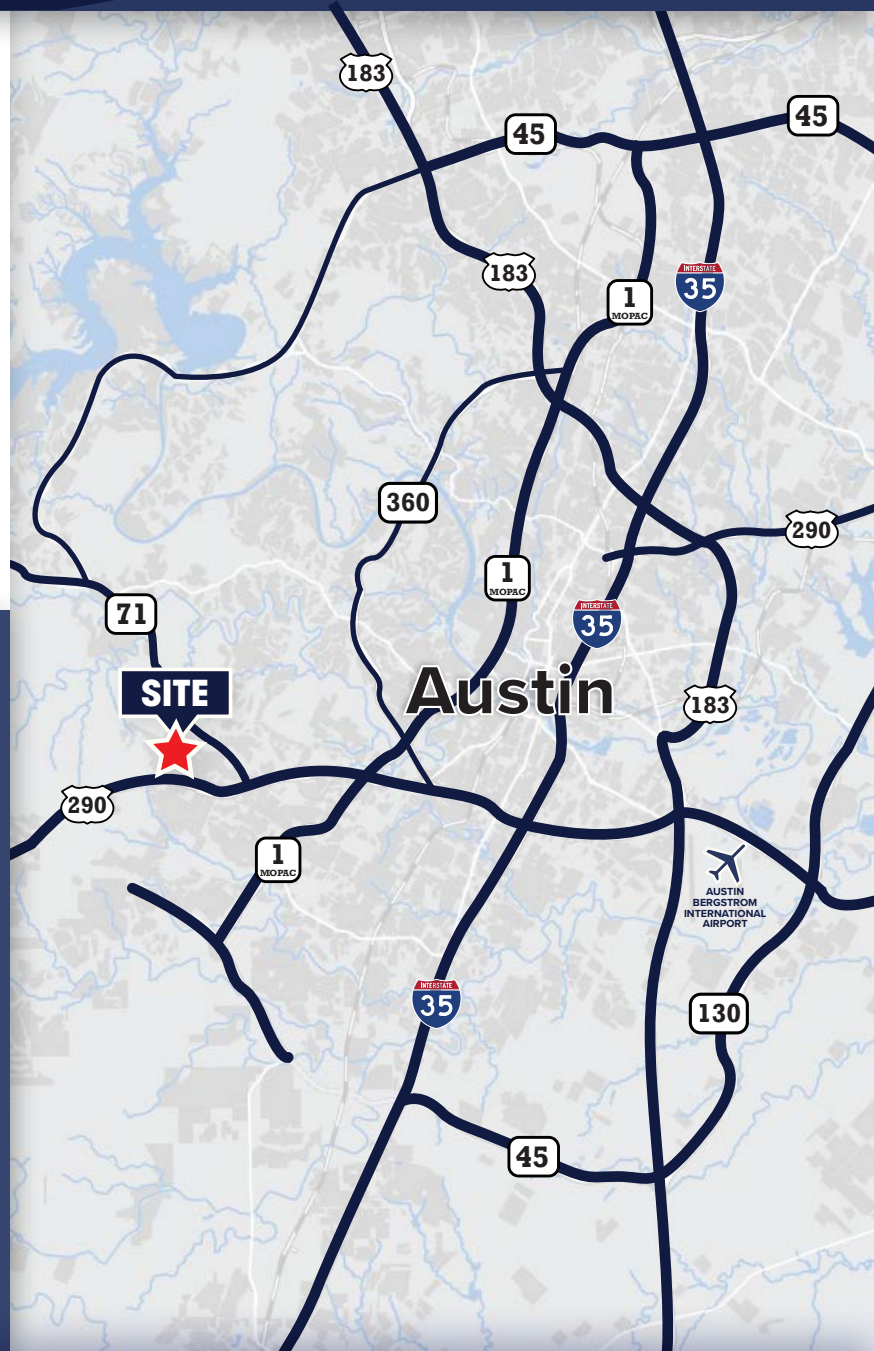 183
45
45
183
INTERSTATE
35
1
MOPAC
360
290
1
MOPAC
71
INTERSTATE
35
SITE
Austin
183
290
1
MOPAC
AUSTIN
BERGSTROM
INTERNATIONAL
AIRPORT
INTERSTATE
35
130
45